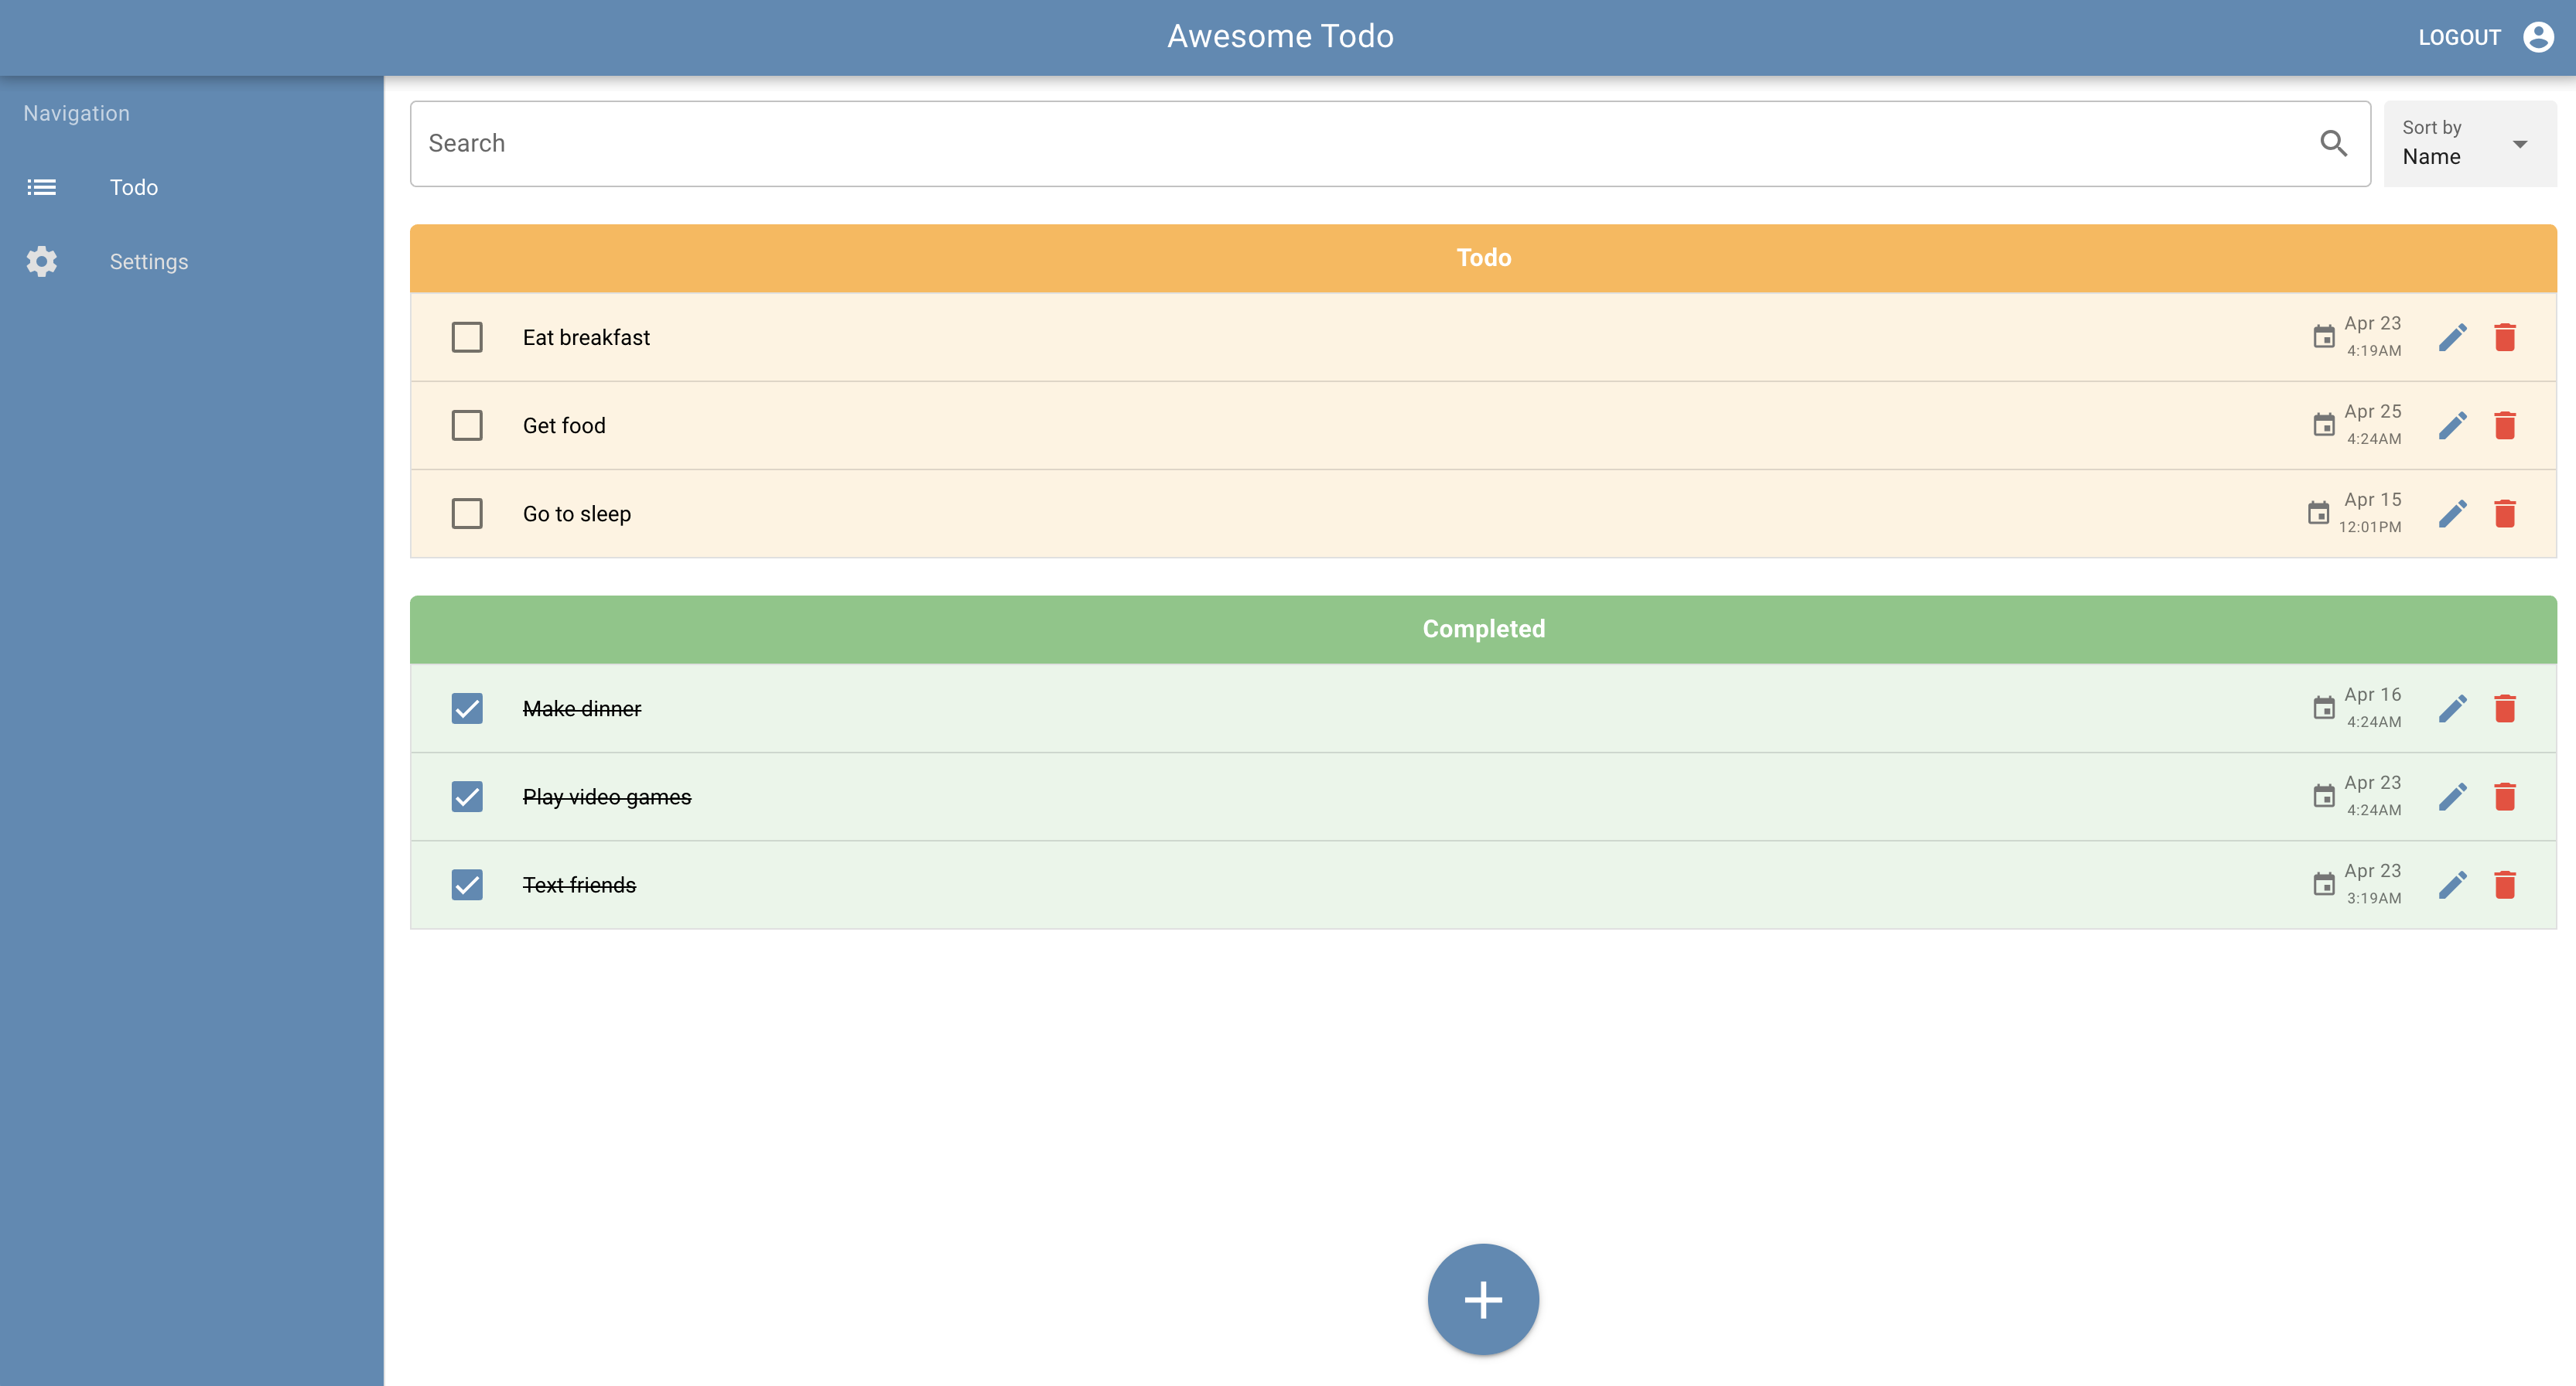 Awesome Todo
LOGOUT
Navigation
Todo
Settings
Search
Sort by
Name
Todo
Eat breakfast
Apr 23
4:19AM
Get food
Apr 25
4:24AM
Go to sleep
Apr 15
12:01PM
Completed
Make dinner
Apr 16
4:24AM
Play video games
Apr 23
4:24AM
Text friends
Apr 23
3:19AM